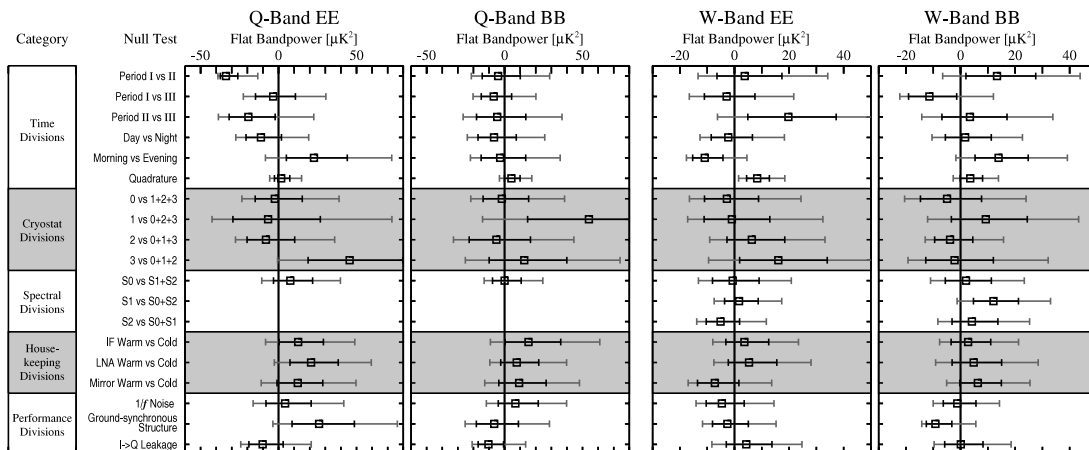 Q-Band EE Q-Band BB W-Band EE W-Band BB
Category Null Test Flat Bandpower [μK²] Flat Bandpower [μK²] Flat Bandpower [μK²] Flat Bandpower [μK²]
-50 0 50 -50 0 50 -20 0 20 40 -20 0 20 40
Time Divisions
Period I vs II
Period I vs III
Period II vs III
Day vs Night
Morning vs Evening
Quadrature
Cryostat Divisions
0 vs 1+2+3
1 vs 0+2+3
2 vs 0+1+3
3 vs 0+1+2
Spectral Divisions
S0 vs S1+S2
S1 vs S0+S2
S2 vs S0+S1
House-keeping Divisions
IF Warm vs Cold
LNA Warm vs Cold
Mirror Warm vs Cold
Performance Divisions
1/f Noise
Ground-synchronous Structure
I->Q Leakage